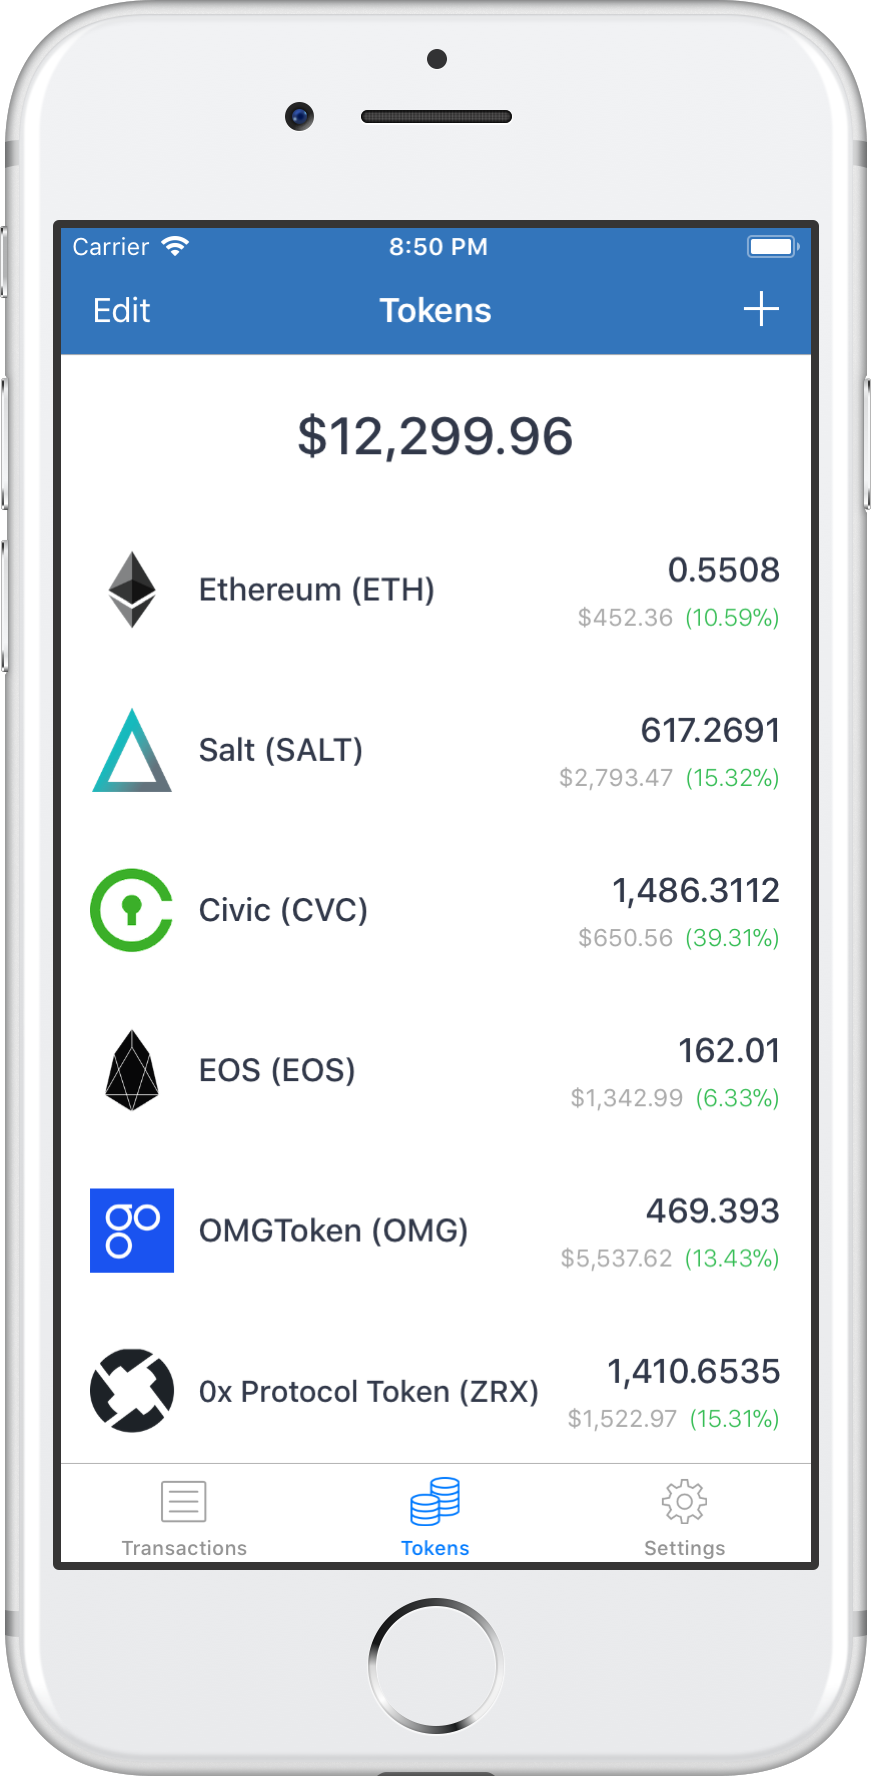 Carrier 8:50 PM
Edit Tokens +
$12,299.96
Ethereum (ETH) 0.5508
$452.36 (10.59%)
Salt (SALT) 617.2691
$2,793.47 (15.32%)
Civic (CVC) 1,486.3112
$650.56 (39.31%)
EOS (EOS) 162.01
$1,342.99 (6.33%)
OMGToken (OMG) 469.393
$5,537.62 (13.43%)
0x Protocol Token (ZRX) 1,410.6535
$1,522.97 (15.31%)
Transactions Tokens Settings